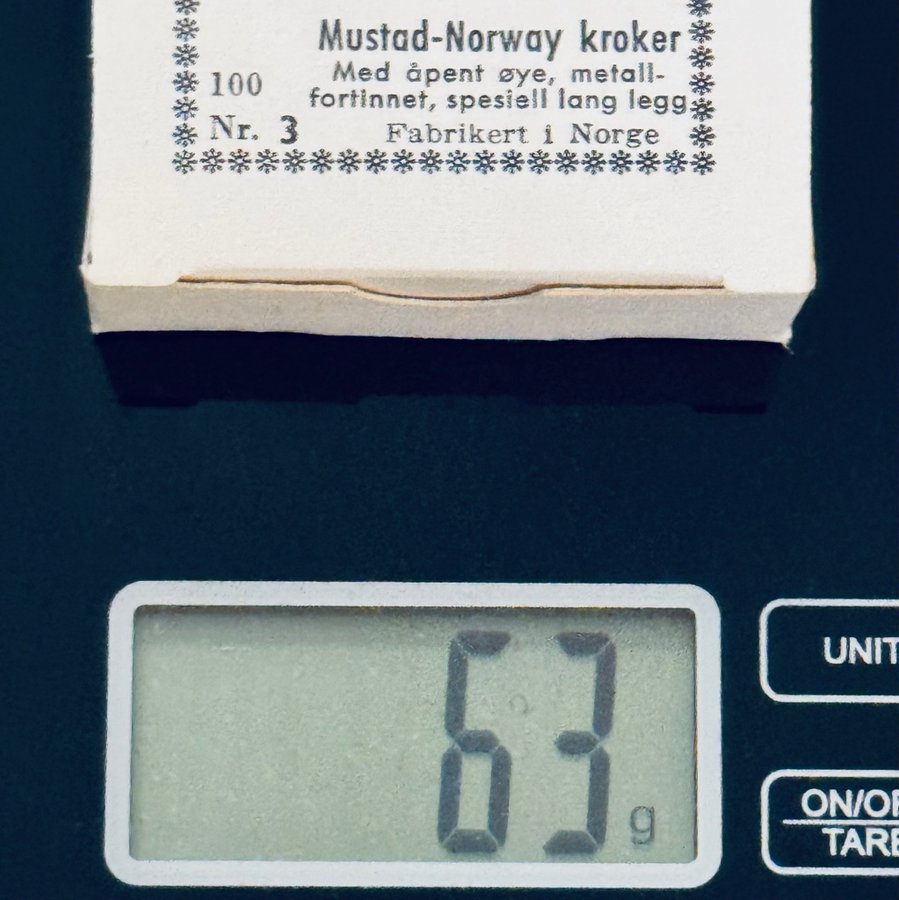 Mustad-Norway kroker
Med åpent øye, metall-
100
fortinnet, spesiell lang legg
Nr. 3
Fabrikert i Norge
63 g
UNIT
ON/OF
TARE